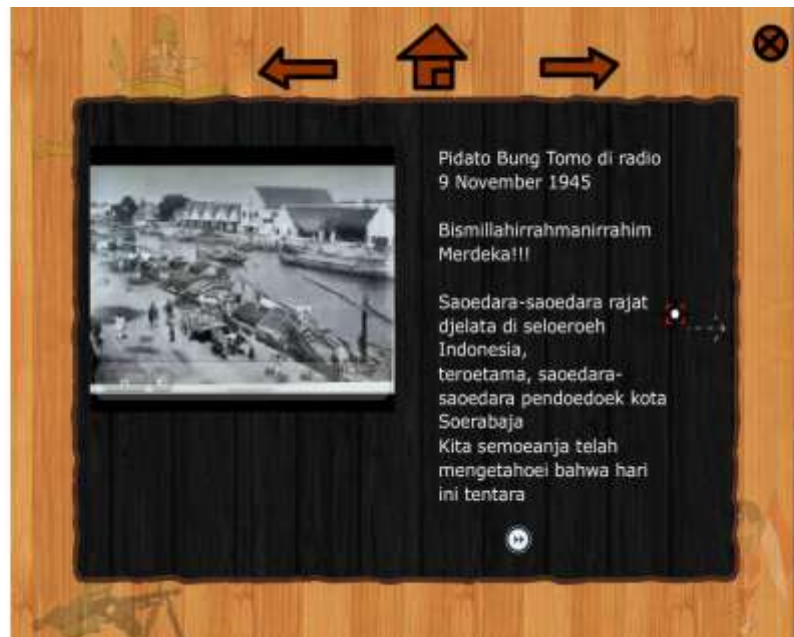 Pidato Bung Tomo di radio
9 November 1945
Bismillahirrahmanirrahim
Merdeka!!!
Saoedara-saoedara rajat
djelata di seloeroeh
Indonesia,
teroetama, saoedara-
saoedara pendoedoek kota
Soerabaja
Kita semoeanja telah
mengetahoei bahwa hari
ini tentara